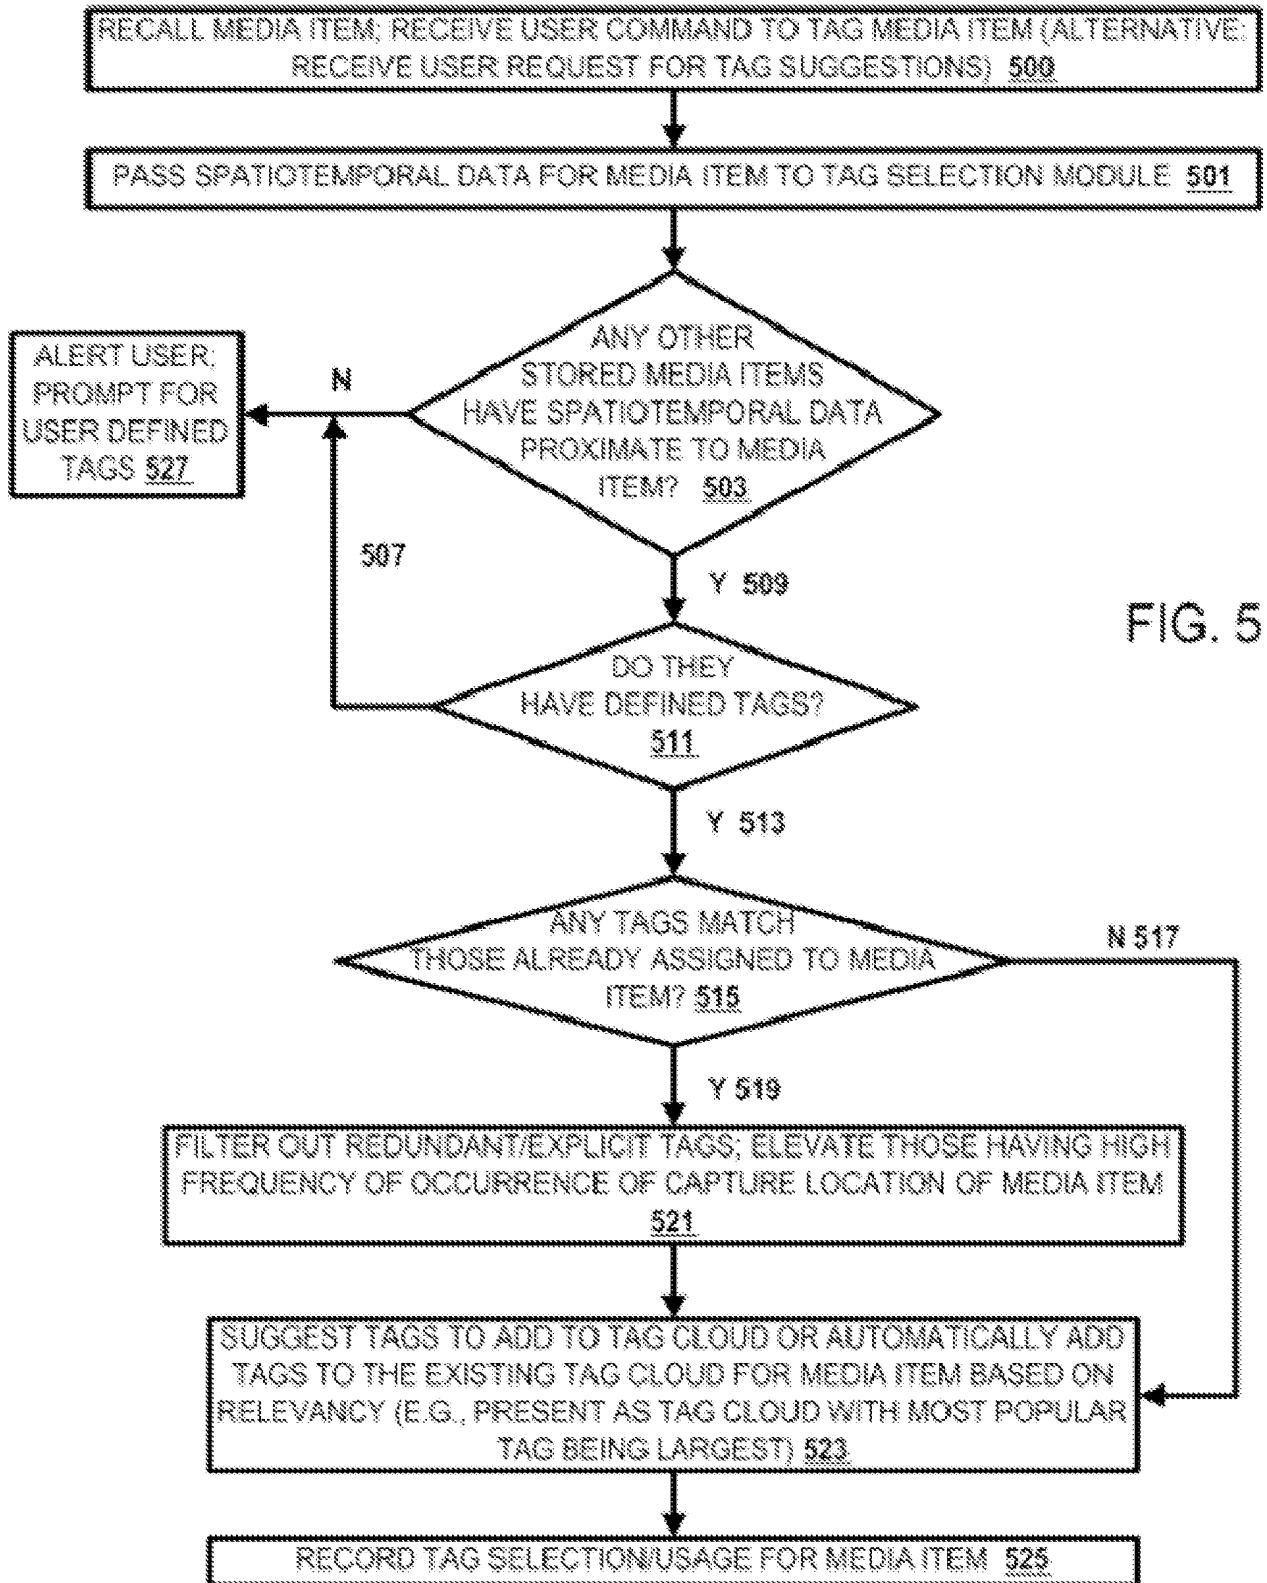 RECALL MEDIA ITEM; RECEIVE USER COMMAND TO TAG MEDIA ITEM (ALTERNATIVE:
RECEIVE USER REQUEST FOR TAG SUGGESTIONS) 500
PASS SPATIOTEMPORAL DATA FOR MEDIA ITEM TO TAG SELECTION MODULE 501
ANY OTHER
STORED MEDIA ITEMS
HAVE SPATIOTEMPORAL DATA
PROXIMATE TO MEDIA
ITEM? 503
N
ALERT USER;
PROMPT FOR
USER DEFINED
TAGS 527
507
Y 509
FIG. 5
DO THEY
HAVE DEFINED TAGS?
511
Y 513
ANY TAGS MATCH
THOSE ALREADY ASSIGNED TO MEDIA
ITEM? 515
N 517
Y 519
FILTER OUT REDUNDANT/EXPLICIT TAGS; ELEVATE THOSE HAVING HIGH
FREQUENCY OF OCCURRENCE OF CAPTURE LOCATION OF MEDIA ITEM
521
SUGGEST TAGS TO ADD TO TAG CLOUD OR AUTOMATICALLY ADD
TAGS TO THE EXISTING TAG CLOUD FOR MEDIA ITEM BASED ON
RELEVANCY (E.G., PRESENT AS TAG CLOUD WITH MOST POPULAR
TAG BEING LARGEST) 523
RECORD TAG SELECTION/USAGE FOR MEDIA ITEM 525